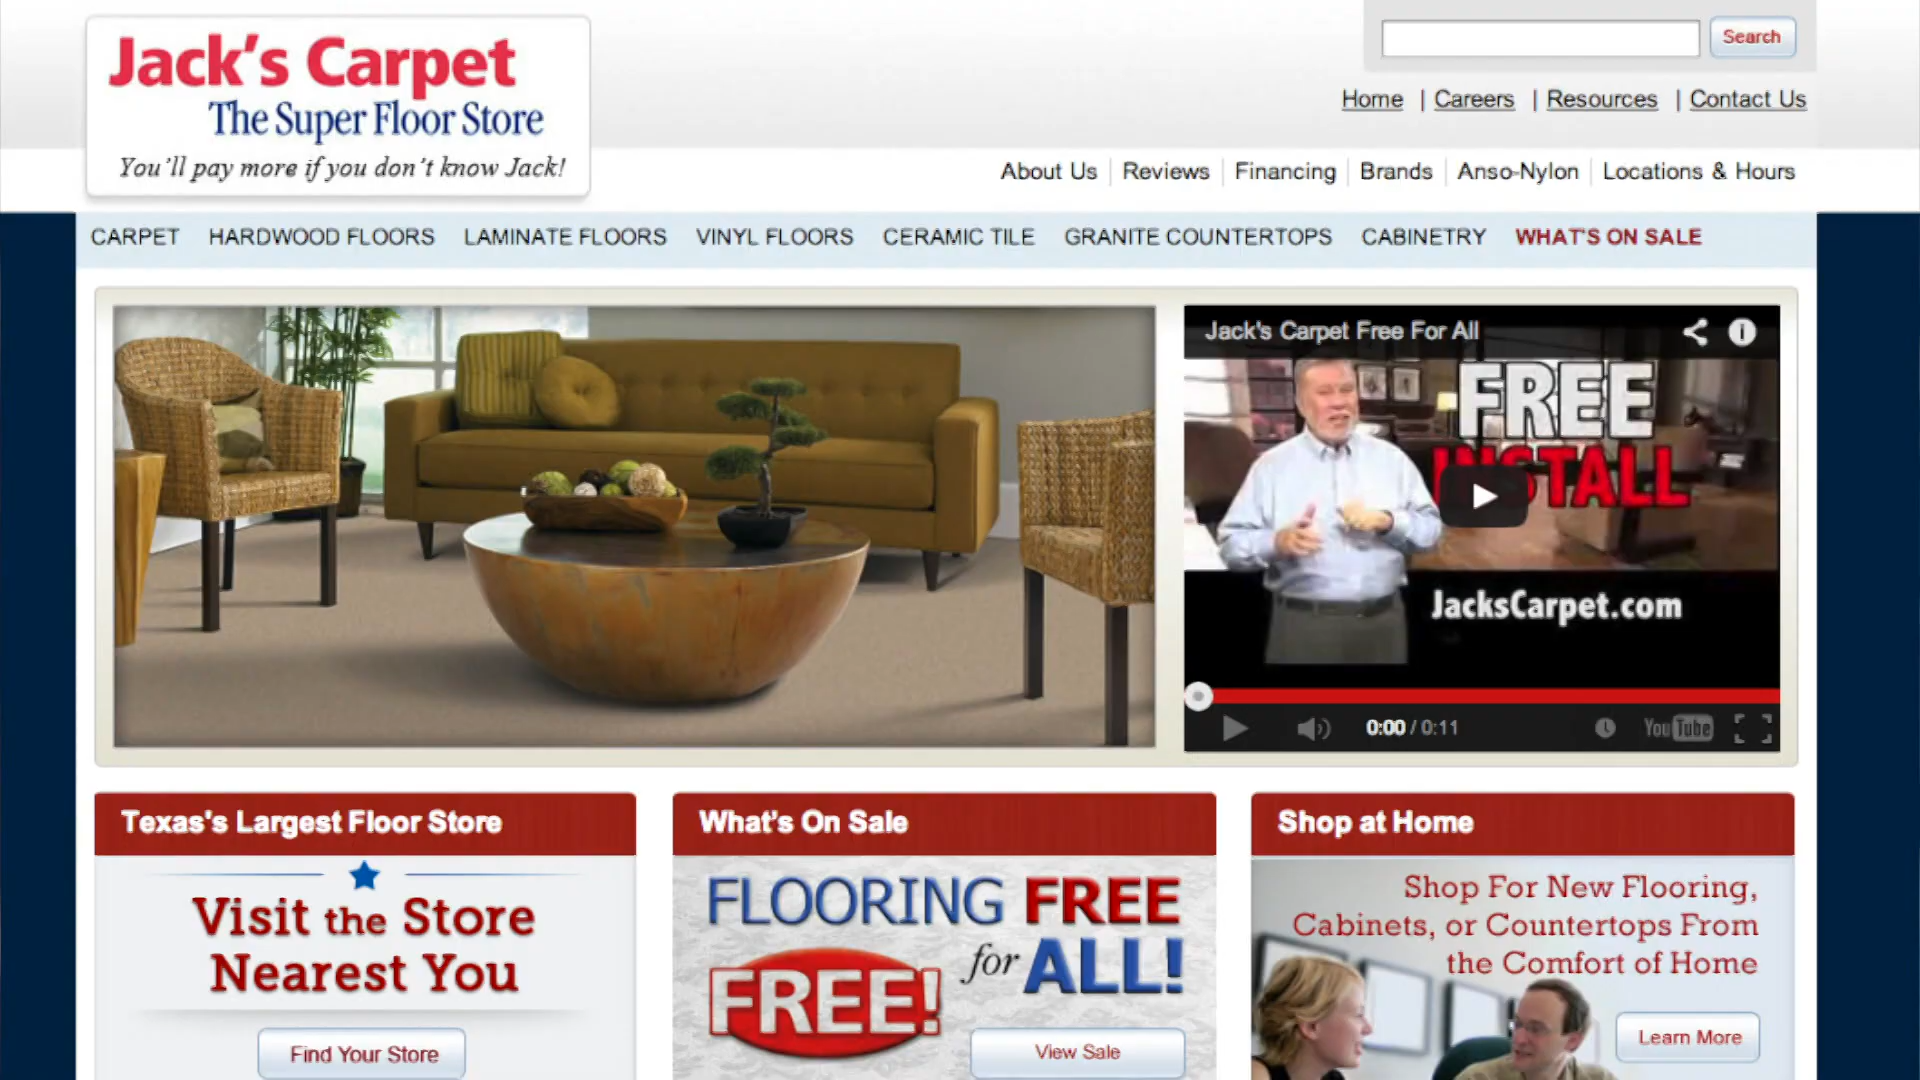 Jack's Carpet
The Super Floor Store
You'll pay more if you don't know Jack!
Search
Home | Careers | Resources | Contact Us
About Us Reviews Financing Brands Anso-Nylon Locations & Hours
CARPET HARDWOOD FLOORS LAMINATE FLOORS VINYL FLOORS CERAMIC TILE GRANITE COUNTERTOPS CABINETRY WHAT'S ON SALE
Jack's Carpet Free For All
FREE
INSTALL
JacksCarpet.com
0:00 / 0:11
YouTube
Texas's Largest Floor Store
Visit the Store
Nearest You
Find Your Store
What's On Sale
FLOORING FREE
for ALL!
FREE!
View Sale
Shop at Home
Shop For New Flooring,
Cabinets, or Countertops From
the Comfort of Home
Learn More